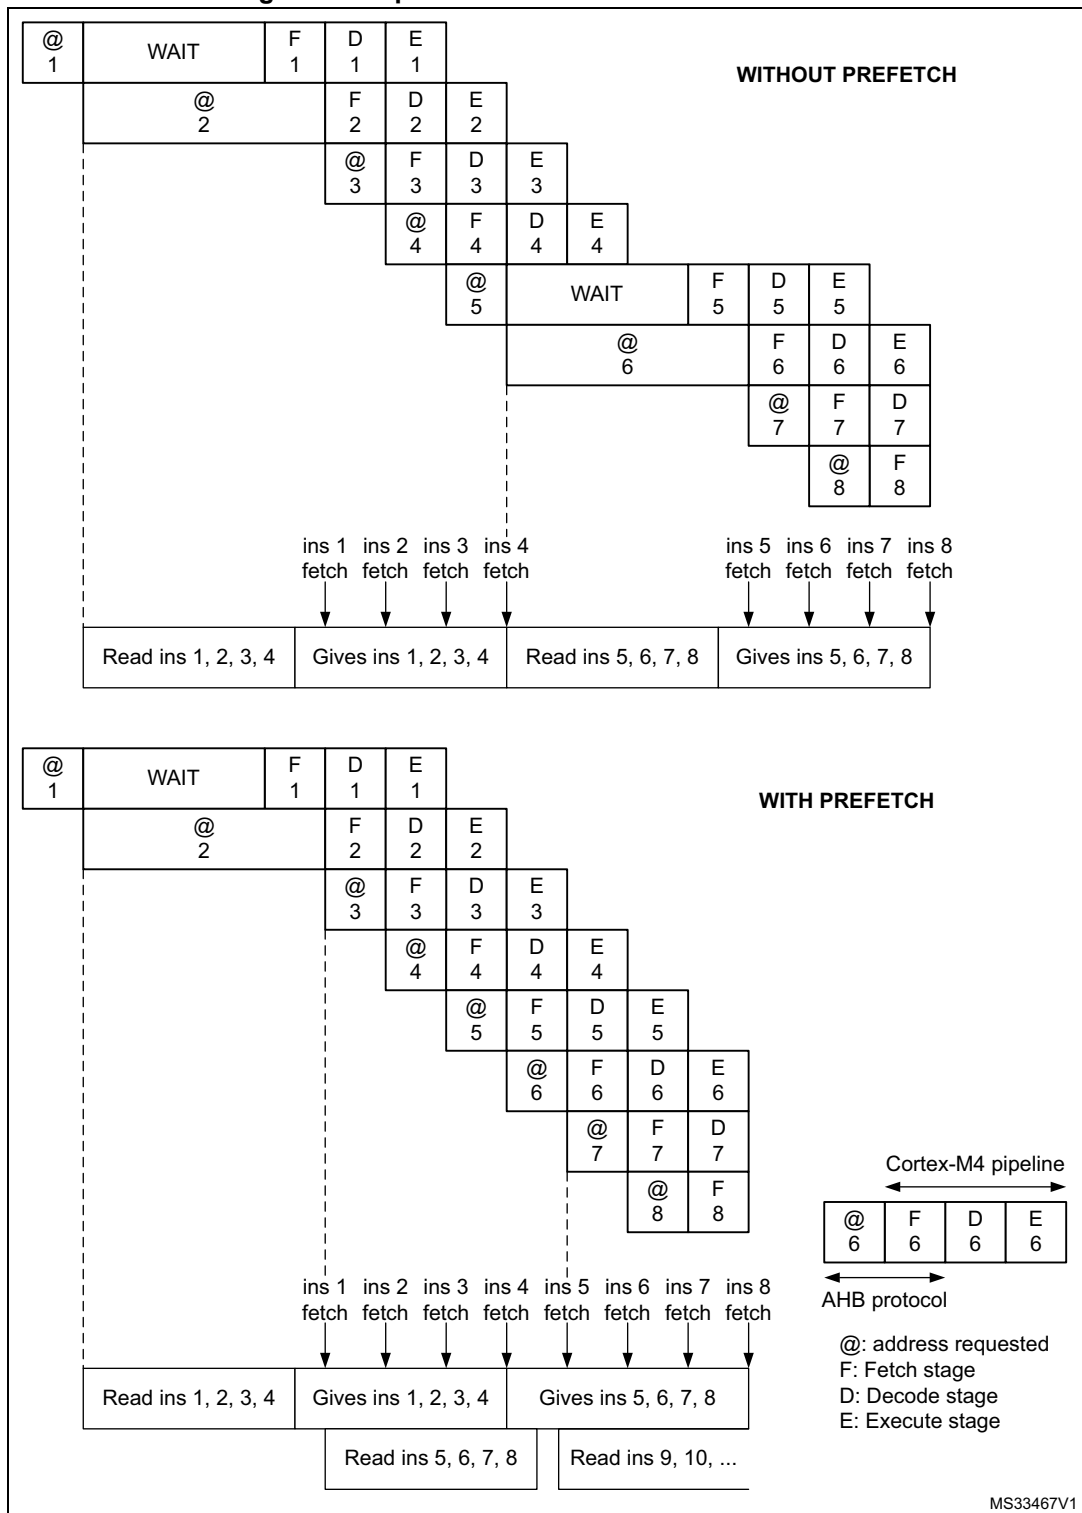 @ WAIT F D E
1 1 1 1
WITHOUT PREFETCH
@ F D E
2 2 2 2
@ F D E
3 3 3 3
@ F D E
4 4 4 4
@ WAIT F D E
5 5 5 5
@ F D E
6 6 6 6
@ F D
7 7 7
@ F
8 8
ins 1 ins 2 ins 3 ins 4 ins 5 ins 6 ins 7 ins 8
fetch fetch fetch fetch fetch fetch fetch fetch
Read ins 1, 2, 3, 4 Gives ins 1, 2, 3, 4 Read ins 5, 6, 7, 8 Gives ins 5, 6, 7, 8
@ WAIT F D E
1 1 1 1
WITH PREFETCH
@ F D E
2 2 2 2
@ F D E
3 3 3 3
@ F D E
4 4 4 4
@ F D E
5 5 5 5
@ F D E
6 6 6 6
@ F D
7 7 7
@ F
8 8
Cortex-M4 pipeline
@ F D E
6 6 6 6
AHB protocol
ins 1 ins 2 ins 3 ins 4 ins 5 ins 6 ins 7 ins 8
fetch fetch fetch fetch fetch fetch fetch fetch
@: address requested
F: Fetch stage
D: Decode stage
E: Execute stage
Read ins 1, 2, 3, 4 Gives ins 1, 2, 3, 4 Gives ins 5, 6, 7, 8
Read ins 5, 6, 7, 8 Read ins 9, 10, ...
MS33467V1